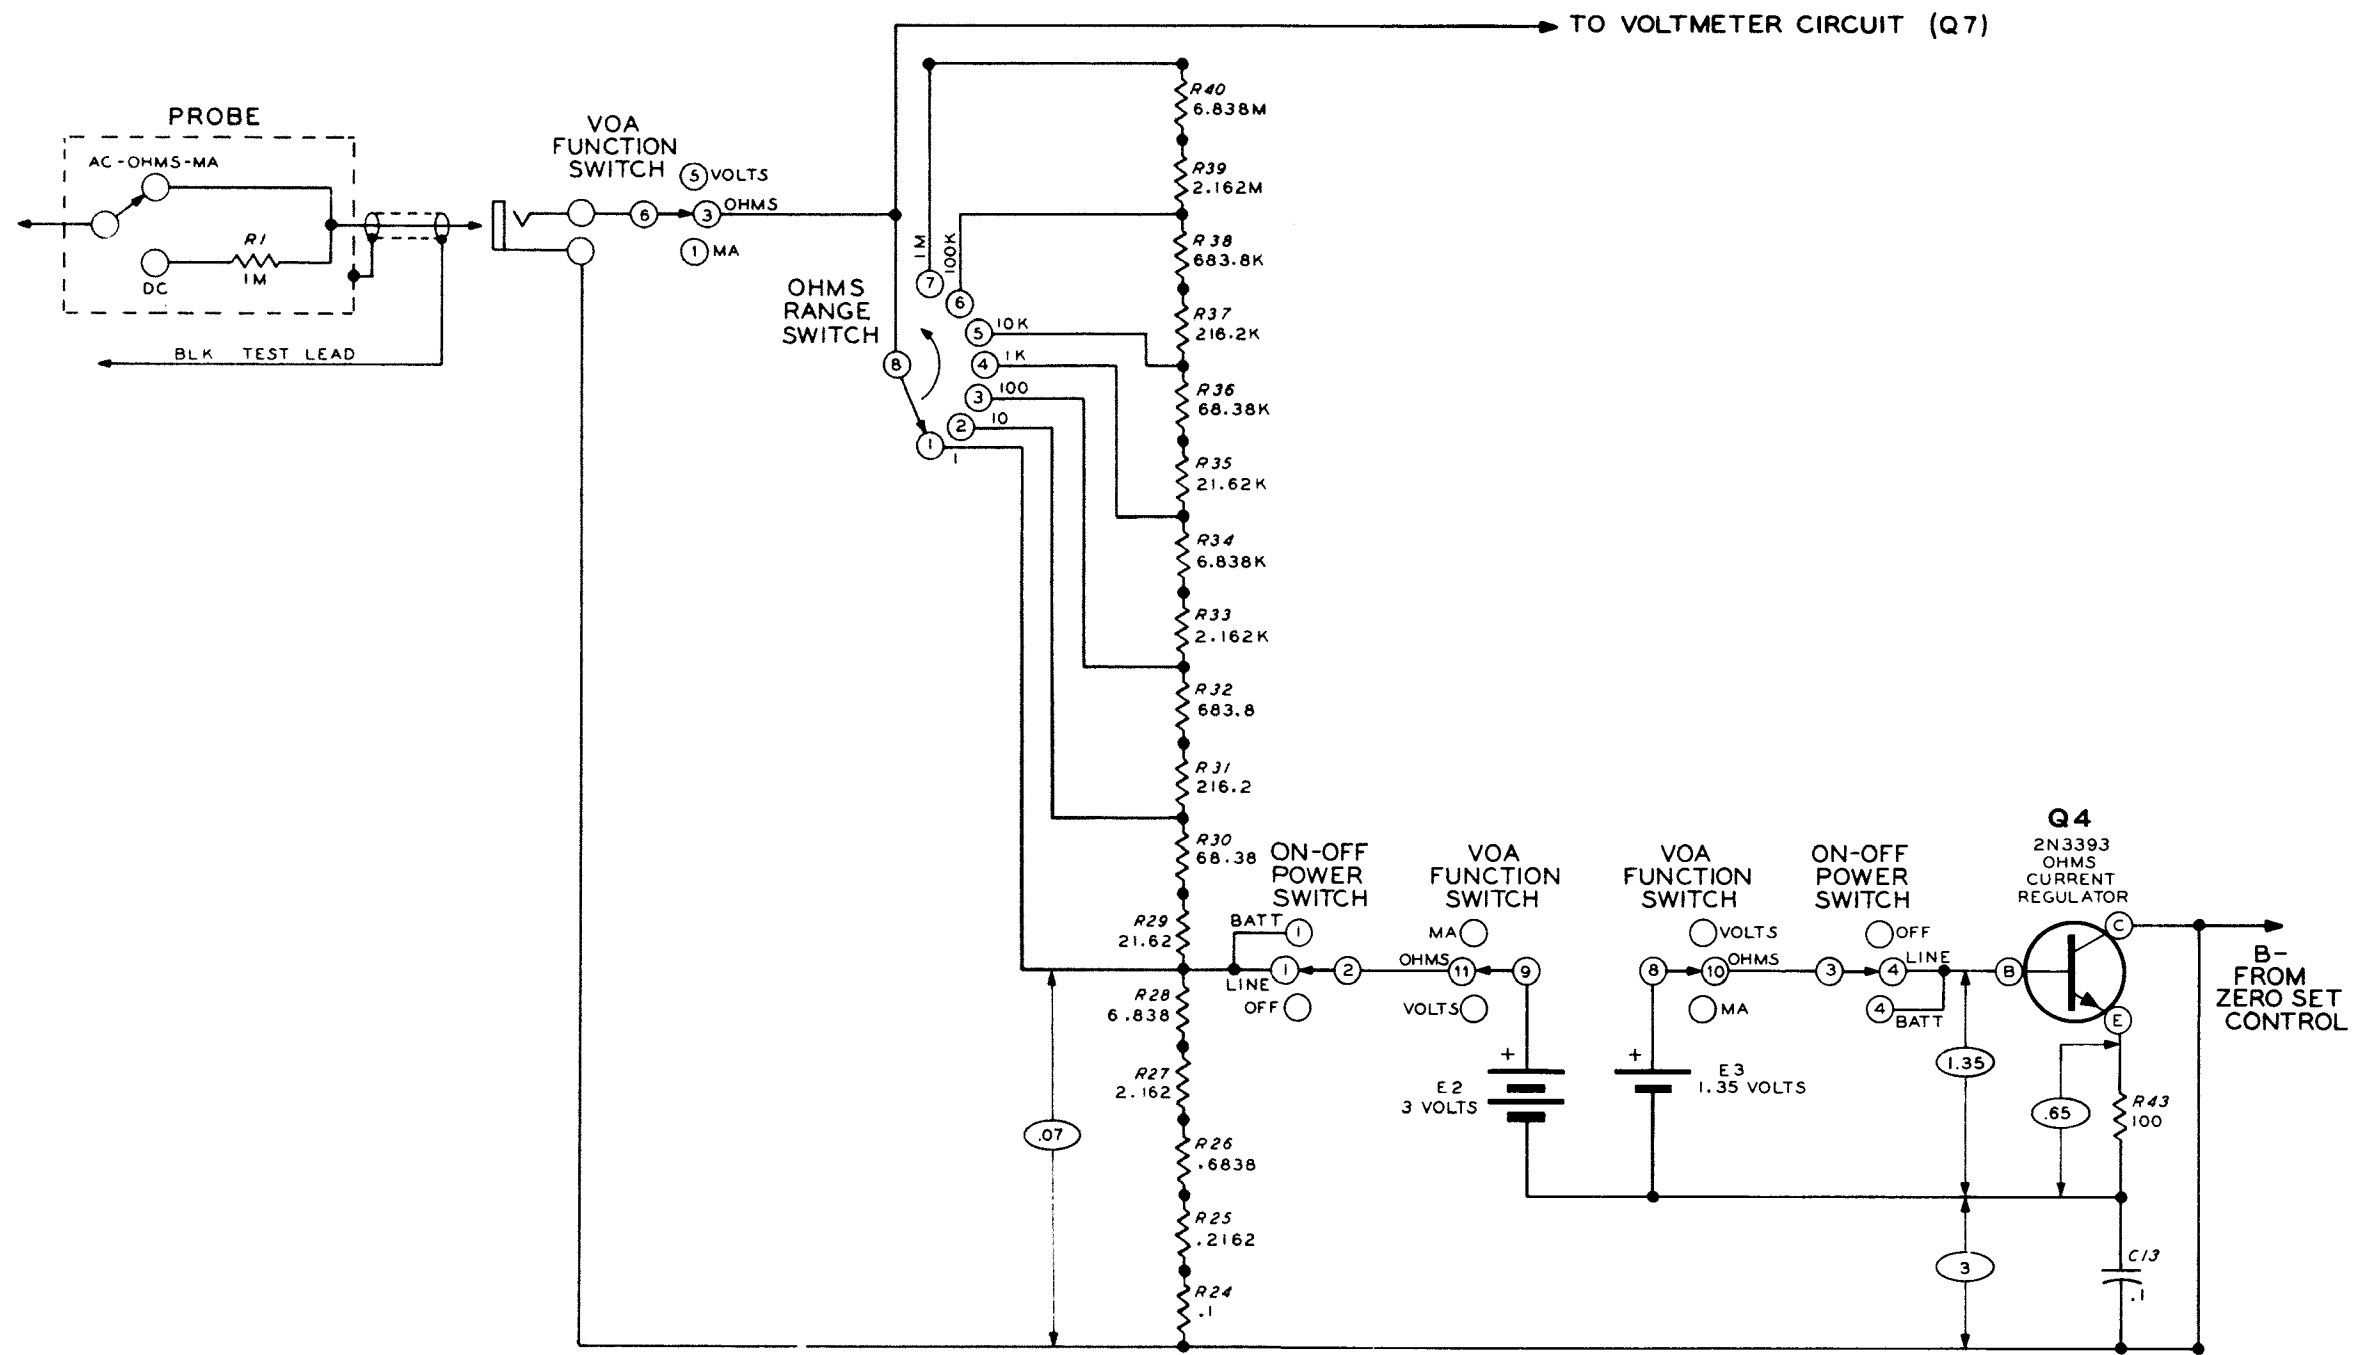 TO VOLTMETER CIRCUIT (Q7)
PROBE
AC-OHMS-MA
R1
1M
DC
BLK TEST LEAD
VOA
FUNCTION
SWITCH
5 VOLTS
6
3 OHMS
1 MA
OHMS
RANGE
SWITCH
8
1M
7
100K
6
5 10K
4 1K
3 100
2 10
1
1
R40
6.838M
R39
2.162M
R38
683.8K
R37
216.2K
R36
68.38K
R35
21.62K
R34
6.838K
R33
2.162K
R32
683.8
R31
216.2
R30
68.38
R29
21.62
R28
6.838
R27
2.162
R26
.6838
R25
.2162
R24
.1
.07
ON-OFF
POWER
SWITCH
BATT 1
1
2
LINE
OFF
VOA
FUNCTION
SWITCH
MA
OHMS 11
9
VOLTS
+
E2
3 VOLTS
VOA
FUNCTION
SWITCH
VOLTS
8
10 OHMS
MA
+
E3
1.35 VOLTS
ON-OFF
POWER
SWITCH
OFF
3
4 LINE
4 BATT
Q4
2N3393
OHMS
CURRENT
REGULATOR
B
C
E
B-
FROM
ZERO SET
CONTROL
1.35
.65
R43
100
3
C13
.1